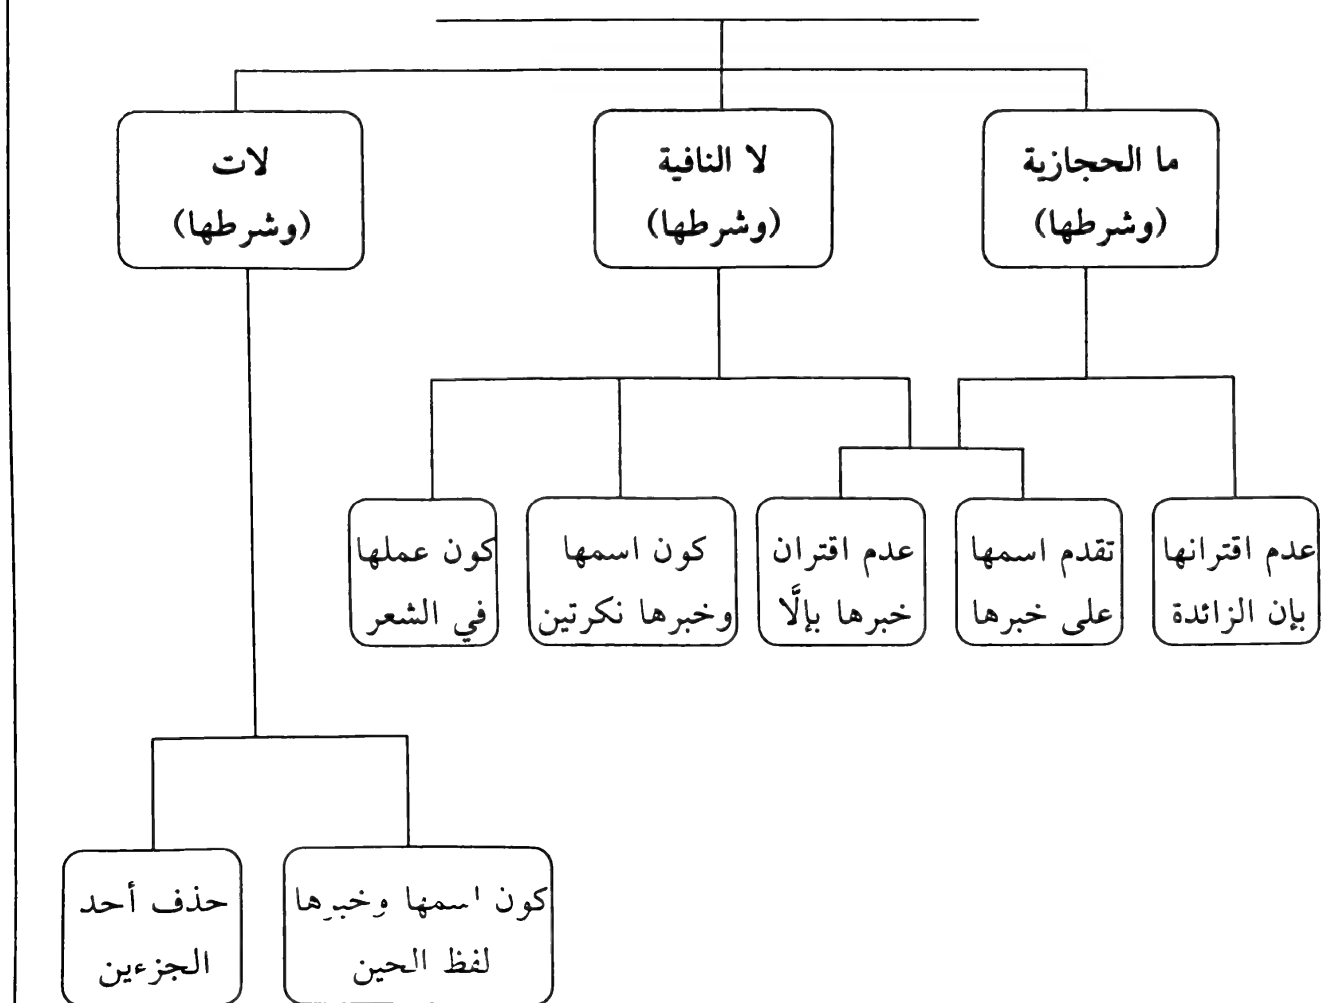 ما الحجازية
(وشرطها)
لا النافية
(وشرطها)
لات
(وشرطها)
عدم اقترانها
بإن الزائدة
تقدم اسمها
على خبرها
عدم اقتران
خبرها بإلَّا
كون اسمها
وخبرها نكرتين
كون عملها
في الشعر
كون اسمها وخبرها
لفظ الحين
حذف أحد
الجزءين